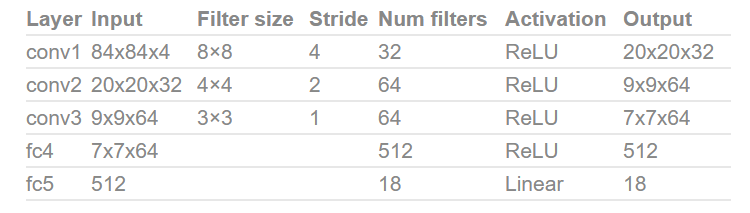 Layer Input Filter size Stride Num filters Activation Output
conv1 84x84x4 8×8 4 32 ReLU 20x20x32
conv2 20x20x32 4×4 2 64 ReLU 9x9x64
conv3 9x9x64 3×3 1 64 ReLU 7x7x64
fc4 7x7x64 512 ReLU 512
fc5 512 18 Linear 18